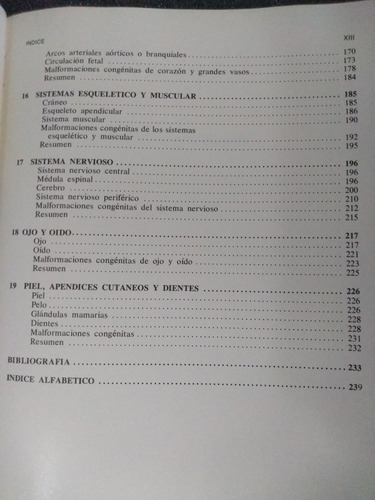 INDICE XIII
Arcos arteriales aórticos o branquiales 170
Circulación fetal 173
Malformaciones congénitas de corazón y grandes vasos 178
Resumen 184
16 SISTEMAS ESQUELETICO Y MUSCULAR 185
Cráneo 185
Esqueleto apendicular 186
Sistema muscular 190
Malformaciones congénitas de los sistemas
esquelético y muscular 192
Resumen 195
17 SISTEMA NERVIOSO 196
Sistema nervioso central 196
Médula espinal 196
Cerebro 200
Sistema nervioso periférico 210
Malformaciones congénitas del sistema nervioso 212
Resumen 215
18 OJO Y OIDO 217
Ojo 217
Oído 221
Malformaciones congénitas de ojo y oído 223
Resumen 225
19 PIEL, APENDICES CUTANEOS Y DIENTES 226
Piel 226
Pelo 226
Glándulas mamarias 228
Dientes 228
Malformaciones congénitas 231
Resumen 232
BIBLIOGRAFIA 233
INDICE ALFABETICO 239